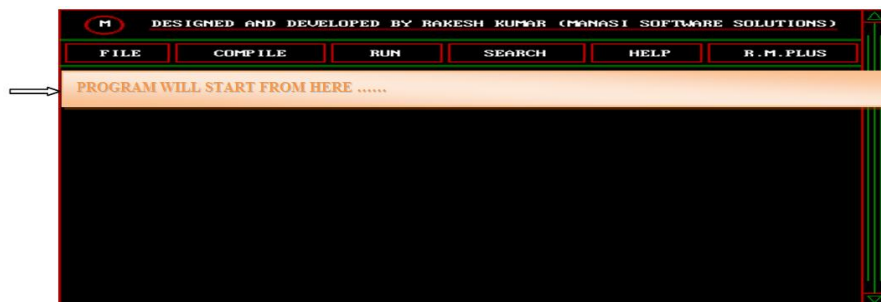 M DESIGNED AND DEVELOPED BY RAKESH KUMAR (MANASI SOFTWARE SOLUTIONS)
FILE COMPILE RUN SEARCH HELP R.M.PLUS
PROGRAM WILL START FROM HERE ......